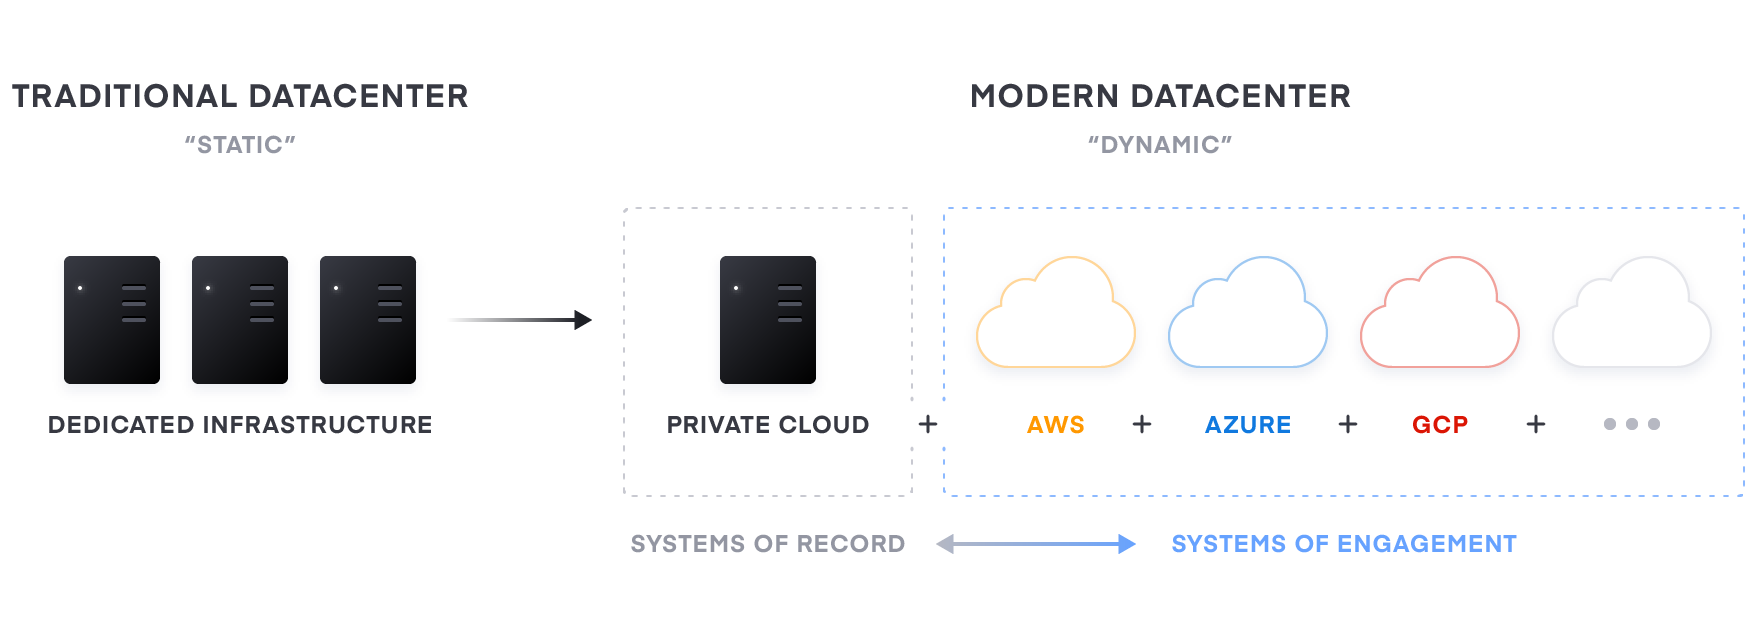 TRADITIONAL DATACENTER
“STATIC”
DEDICATED INFRASTRUCTURE
MODERN DATACENTER
“DYNAMIC”
PRIVATE CLOUD + AWS + AZURE + GCP + •••
SYSTEMS OF RECORD
SYSTEMS OF ENGAGEMENT